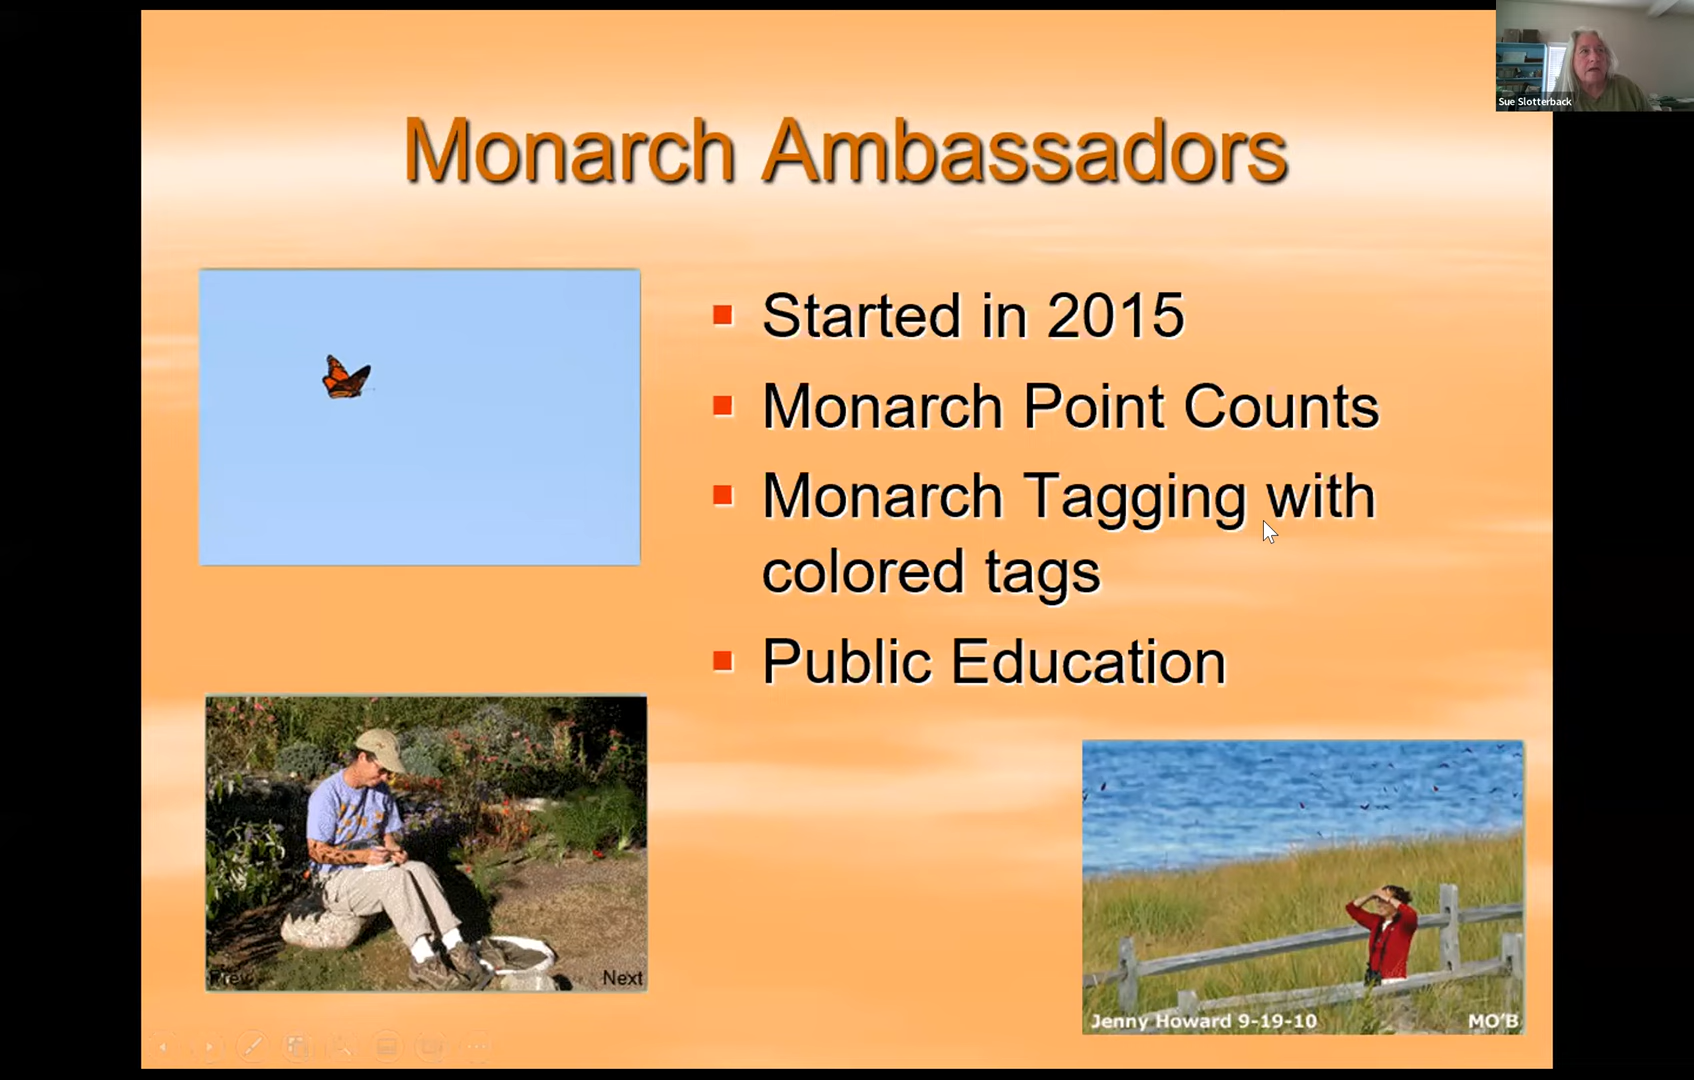 Sue Slotterback
Monarch Ambassadors
Started in 2015
Monarch Point Counts
Monarch Tagging with
colored tags
Public Education
Prev
Next
Jenny Howard 9-19-10
MO'B